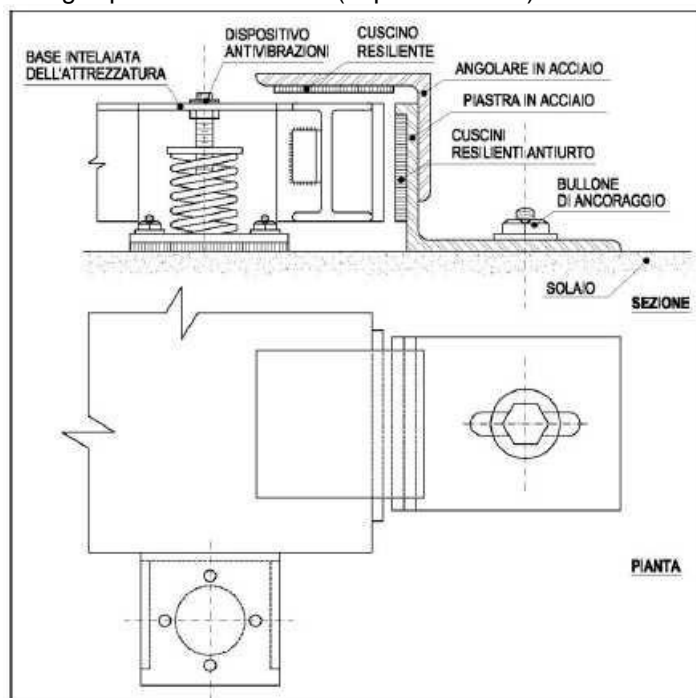 DISPOSITIVO
ANTIVIBRAZIONI
CUSCINO
RESILIENTE
BASE INTELAIATA
DELL'ATTREZZATURA
ANGOLARE IN ACCIAIO
PIASTRA IN ACCIAIO
CUSCINI
RESILIENTI ANTIURTO
BULLONE
DI ANCORAGGIO
SOLAIO
SEZIONE
PIANTA